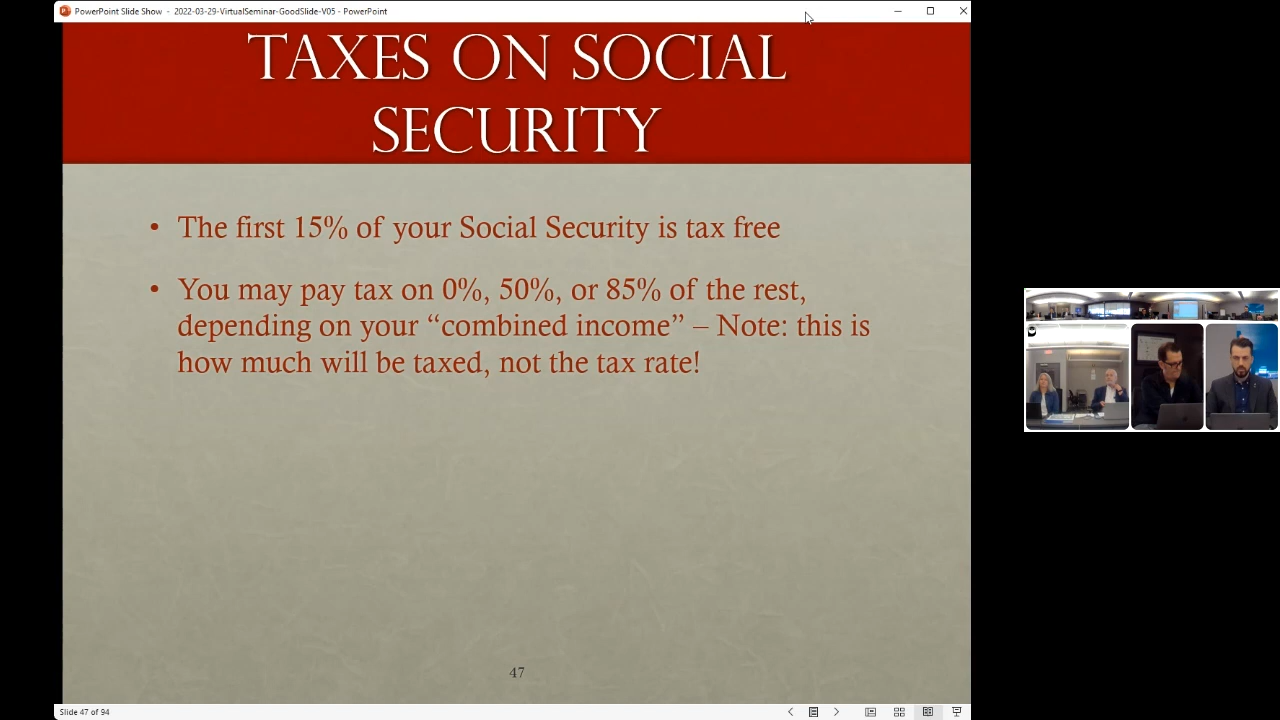 PowerPoint Slide Show - 2022-03-29-VirtualSeminar-GoodSlide-V05 - PowerPoint
TAXES ON SOCIAL
SECURITY
• The first 15% of your Social Security is tax free
• You may pay tax on 0%, 50%, or 85% of the rest,
depending on your “combined income” – Note: this is
how much will be taxed, not the tax rate!
47
Slide 47 of 94